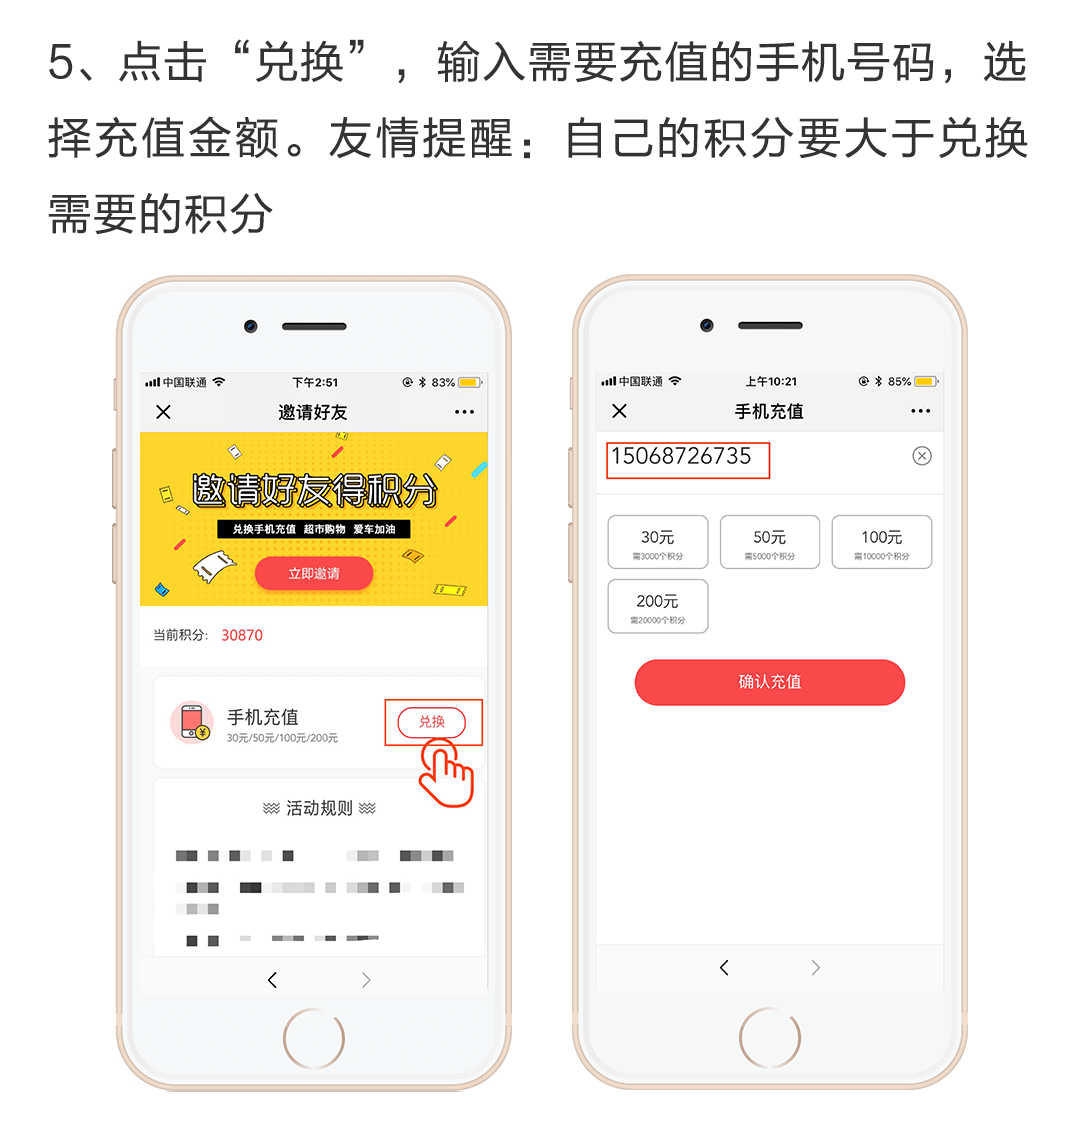 5、点击“兑换”，输入需要充值的手机号码，选
择充值金额。友情提醒：自己的积分要大于兑换
需要的积分
中国联通 下午2:51 83%
邀请好友
邀请好友得积分
兑换手机充值 超市购物 爱车加油
立即邀请
当前积分: 30870
手机充值
30元/50元/100元/200元
兑换
活动规则
中国联通 上午10:21 85%
手机充值
15068726735
30元 50元 100元
需3000个积分 需5000个积分 需10000个积分
200元
需20000个积分
确认充值